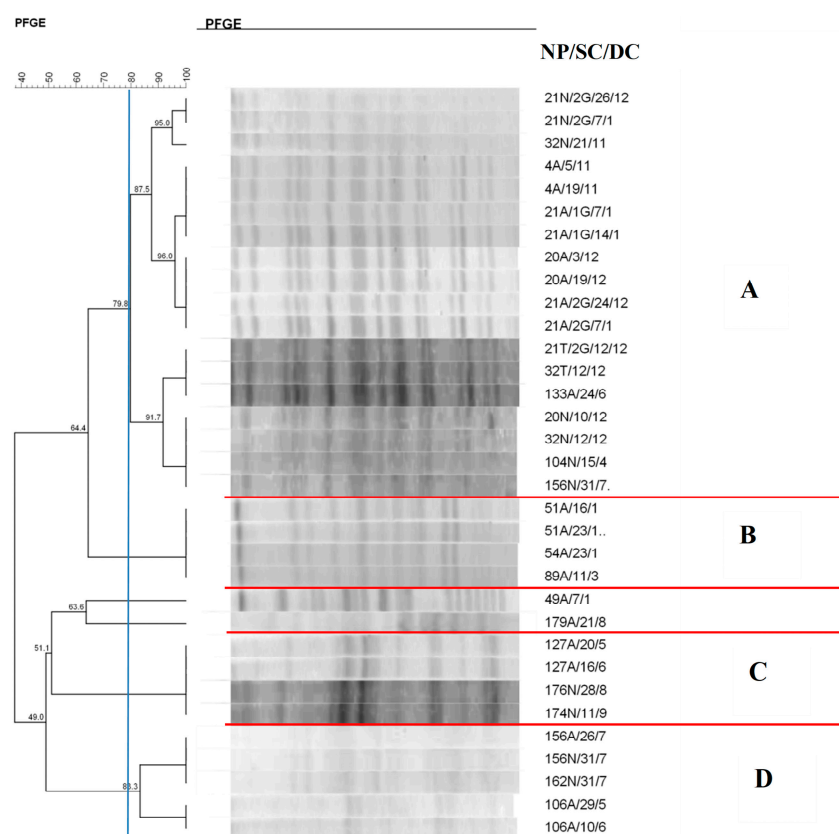 PFGE
PFGE
NP/SC/DC
40 50 60 70 80 90 100
21N/2G/26/12
21N/2G/7/1
95.0
32N/21/11
4A/5/11
87.5
4A/19/11
21A/1G/7/1
21A/1G/14/1
96.0
20A/3/12
20A/19/12
A
21A/2G/24/12
79.8
21A/2G/7/1
21T/2G/12/12
32T/12/12
133A/24/6
91.7
20N/10/12
64.4
32N/12/12
104N/15/4
156N/31/7.
51A/16/1
51A/23/1..
B
54A/23/1
89A/11/3
49A/7/1
63.6
179A/21/8
127A/20/5
51.1
127A/16/6
C
176N/28/8
49.0
174N/11/9
156A/26/7
156N/31/7
D
162N/31/7
106A/29/5
106A/10/6